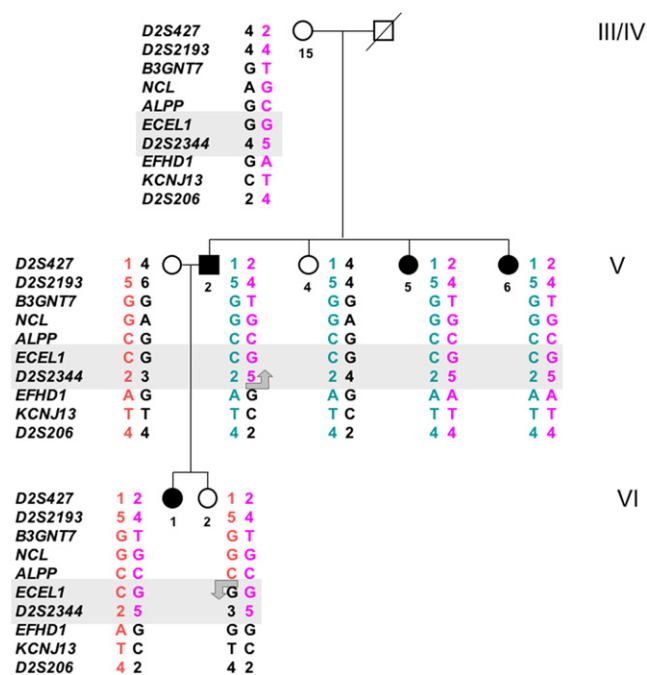 D2S427 4 2 III/IV
D2S2193 4 4 15
B3GNT7 G T
NCL A G
ALPP G C
ECEL1 G G
D2S2344 4 5
EFHD1 G A
KCNJ13 C T
D2S206 2 4
D2S427 1 4 1 2 1 4 1 2 1 2 V
D2S2193 5 6 2 5 4 4 5 4 5 5 4 6 5 4
B3GNT7 G G G T G G G T G T
NCL G A G G G A G G G G
ALPP C G C C C G C C C C
ECEL1 C G C G C G C G C G
D2S2344 2 3 2 5 2 4 2 5 2 5
EFHD1 A G A G A G A A A A
KCNJ13 T T T C T C T T T T
D2S206 4 4 4 2 4 2 4 4 4 4
D2S427 1 2 1 2 VI
D2S2193 5 4 1 2 5 4
B3GNT7 G T G T
NCL G G G G
ALPP C C C C
ECEL1 C G G G
D2S2344 2 5 3 5
EFHD1 A G G G
KCNJ13 T C T C
D2S206 4 2 4 2